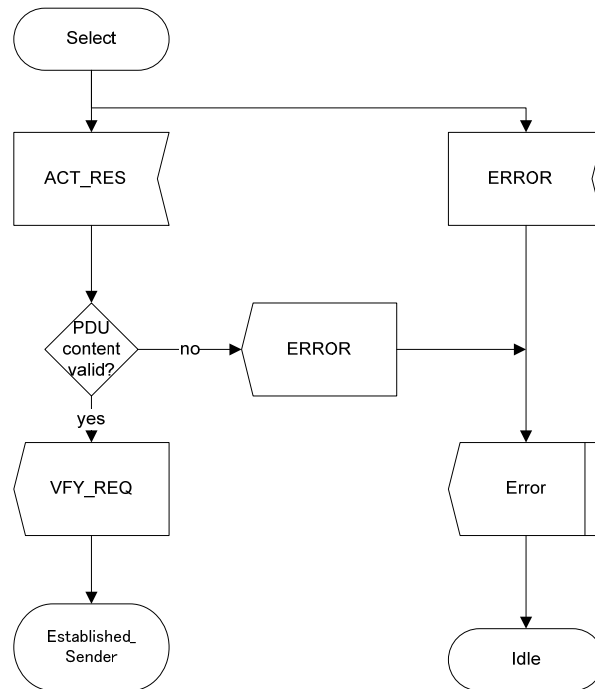 Select
ACT_RES
ERROR
PDU
content
valid?
no
ERROR
yes
VFY_REQ
Error
Established_
Sender
Idle